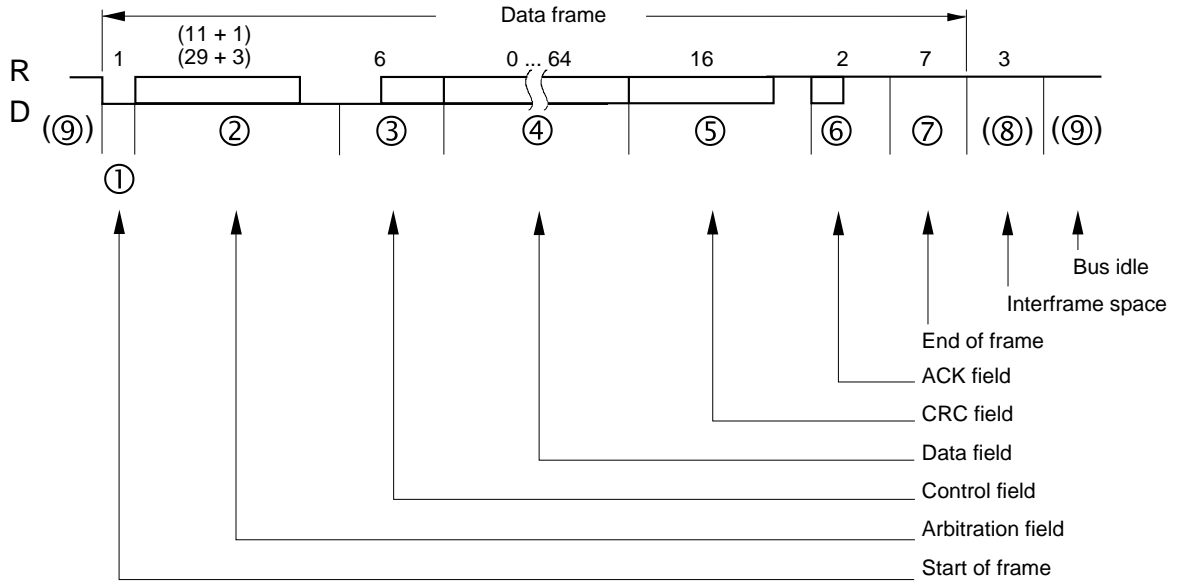 Data frame
(11 + 1)
(29 + 3)
1 6 0 ... 64 16 2 7 3
R
D
(⑨) ② ③ ④ ⑤ ⑥ ⑦ (⑧) (⑨)
①
Bus idle
Interframe space
End of frame
ACK field
CRC field
Data field
Control field
Arbitration field
Start of frame